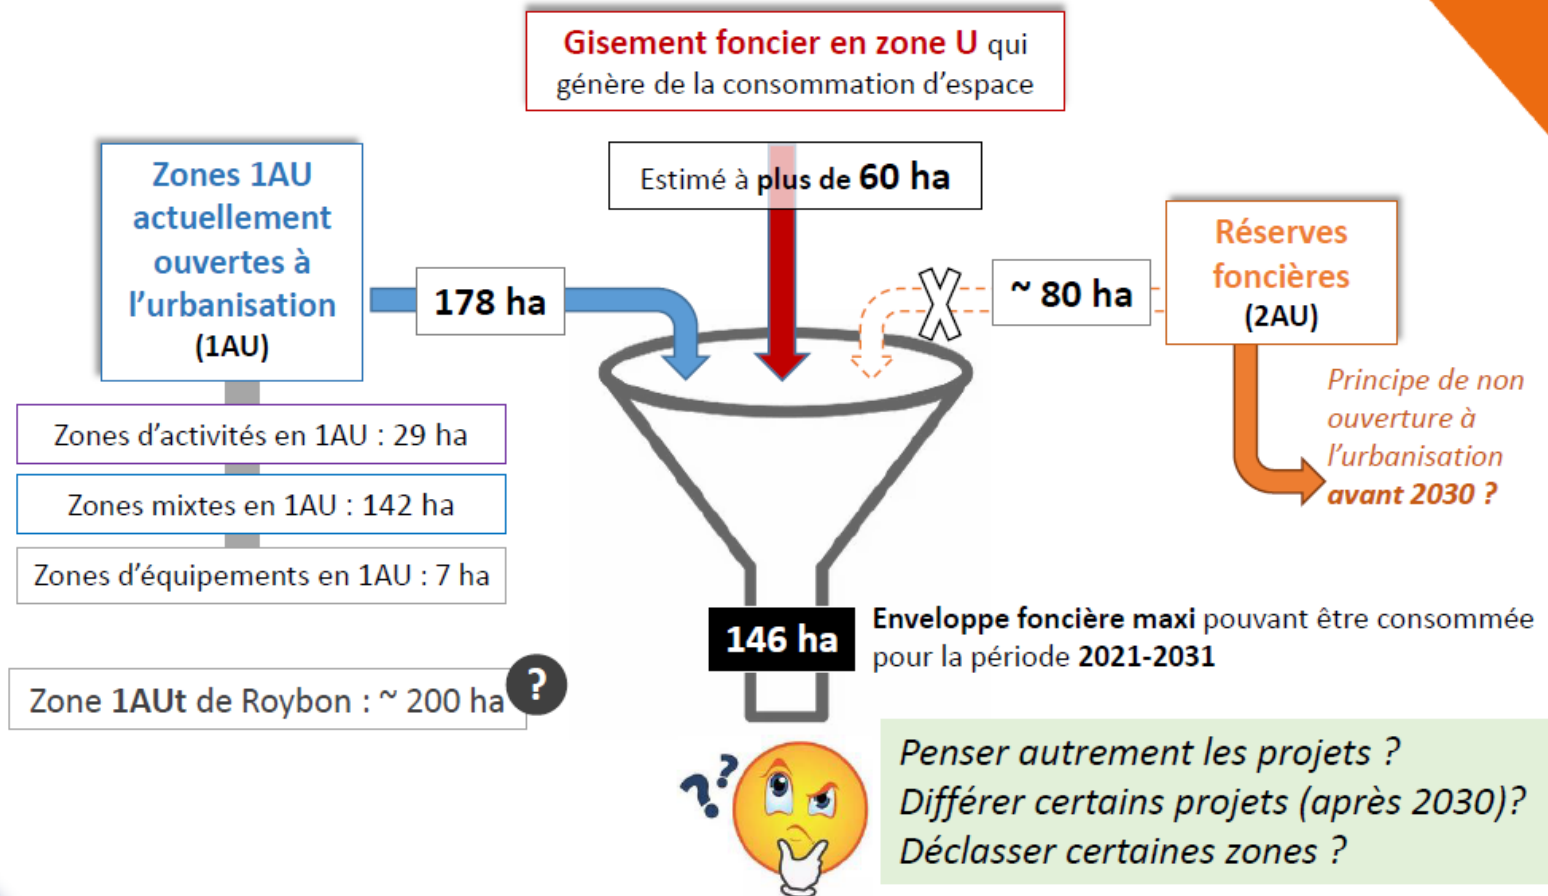 Gisement foncier en zone U qui
génère de la consommation d'espace
Estimé à plus de 60 ha
Zones 1AU
actuellement
ouvertes à
l'urbanisation
(1AU)
178 ha
~ 80 ha
Réserves
foncières
(2AU)
Principe de non
ouverture à
l'urbanisation
avant 2030 ?
Zones d'activités en 1AU : 29 ha
Zones mixtes en 1AU : 142 ha
Zones d'équipements en 1AU : 7 ha
146 ha
Enveloppe foncière maxi pouvant être consommée
pour la période 2021-2031
Zone 1AUt de Roybon : ~ 200 ha
?
? ?
Penser autrement les projets ?
Différer certains projets (après 2030)?
Déclasser certaines zones ?